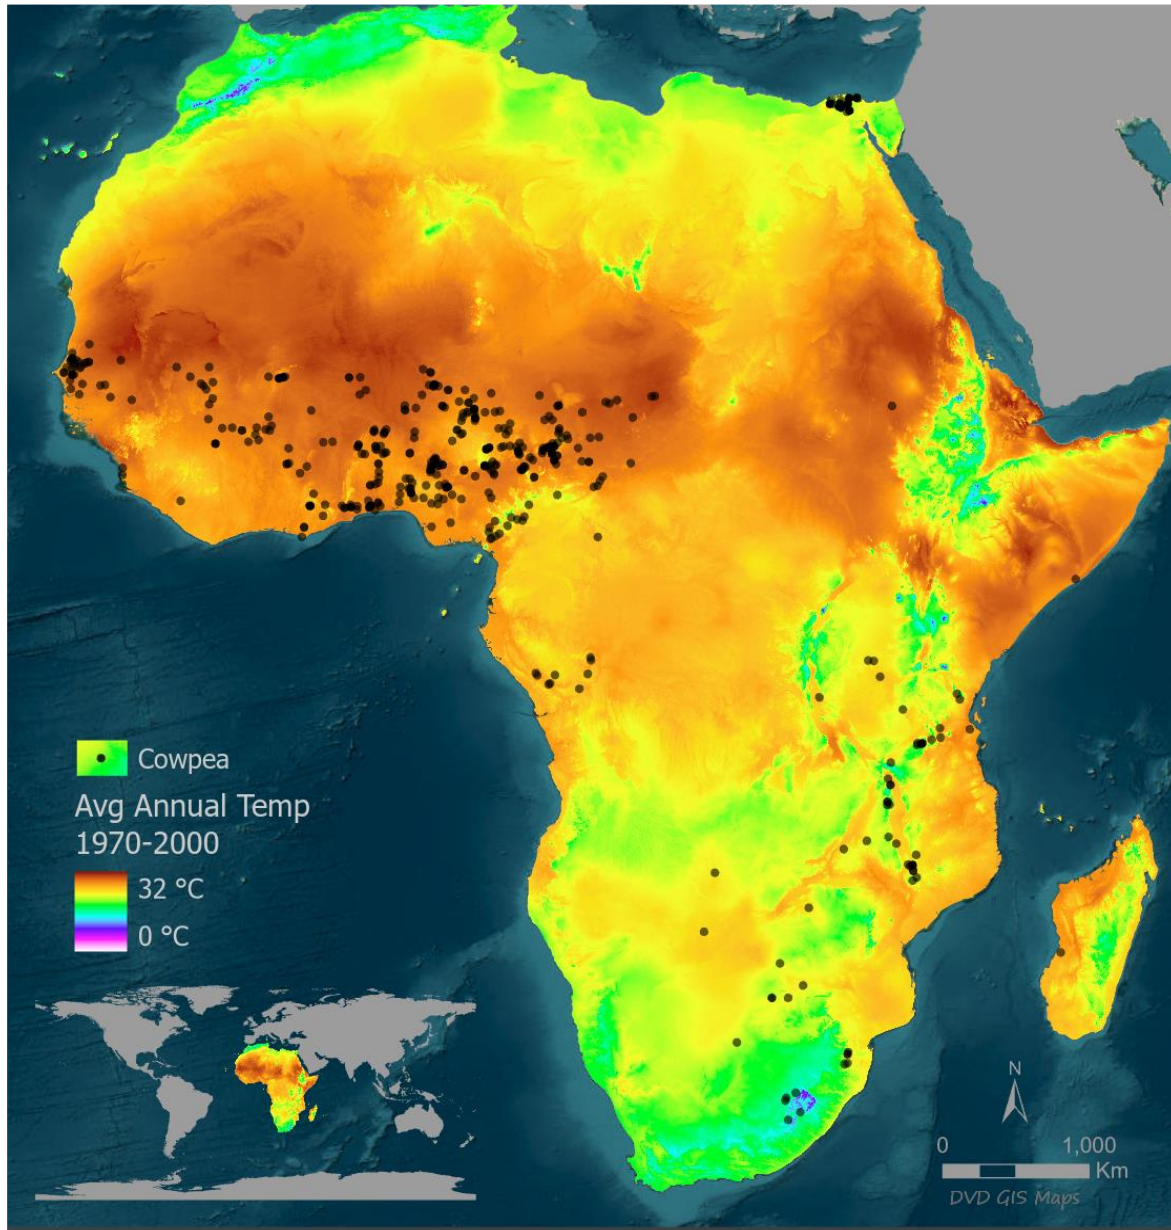 Cowpea
Avg Annual Temp
1970-2000
32 °C
0 °C
N
0 1,000
Km
DVD GIS Maps